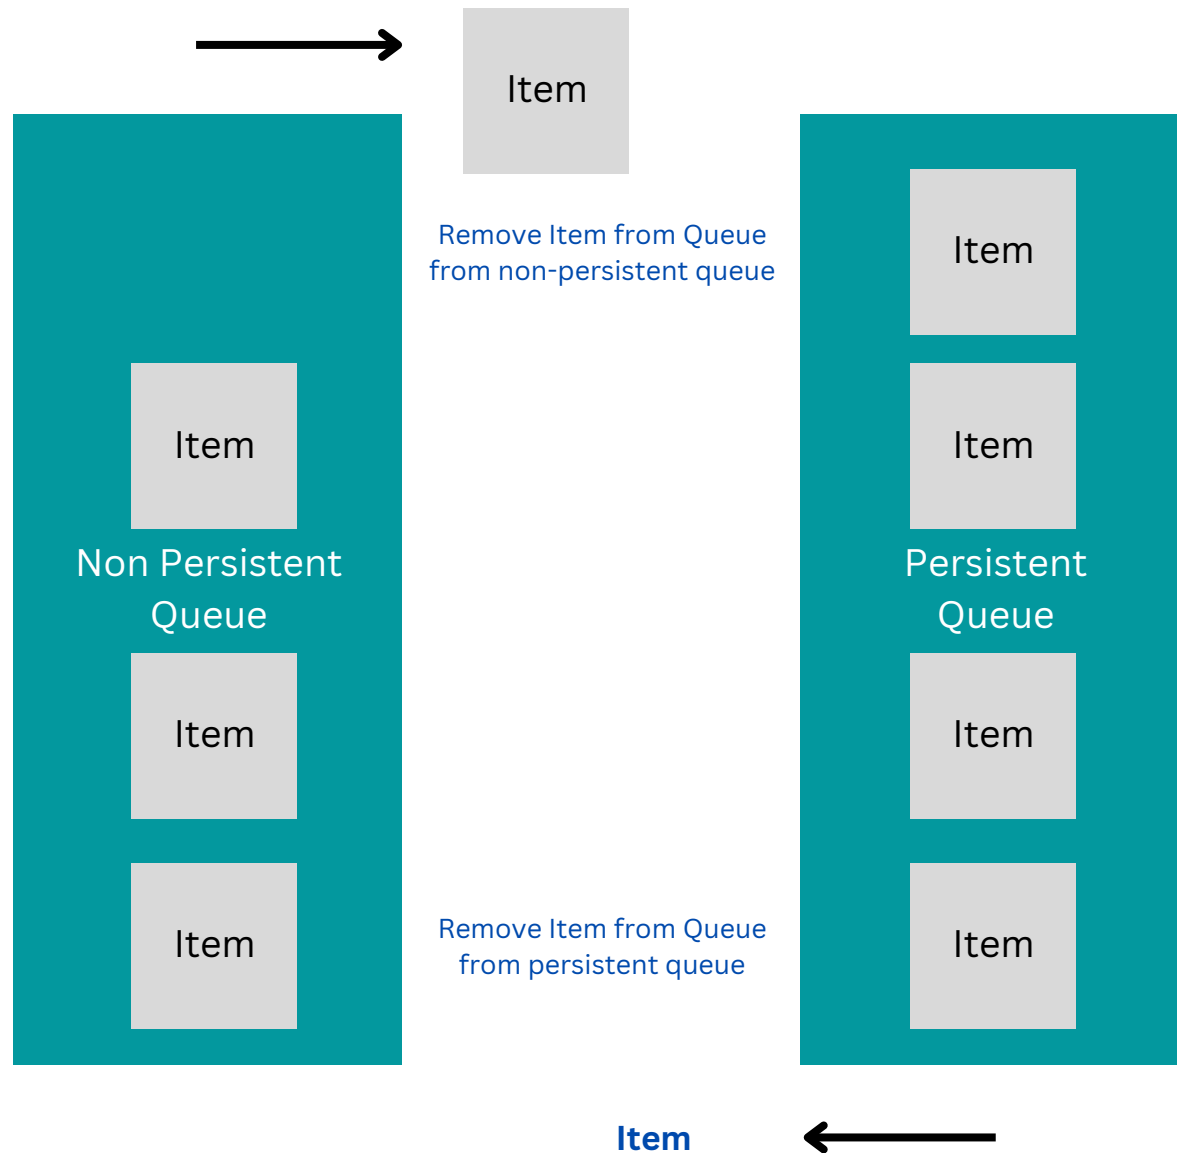 Item
Remove Item from Queue
from non-persistent queue
Item
Item
Item
Item
Non Persistent
Queue
Persistent
Queue
Item
Item
Item
Remove Item from Queue
from persistent queue
Item
Item